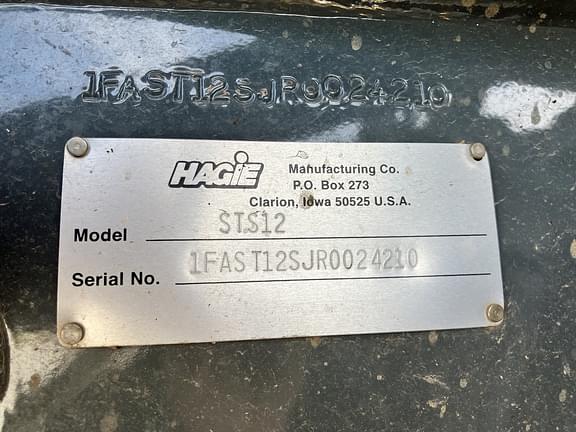 1FAST12SJR0024210
HAGIE Manufacturing Co.
P.O. Box 273
Clarion, Iowa 50525 U.S.A.
Model STS12
Serial No. 1FAST12SJR0024210